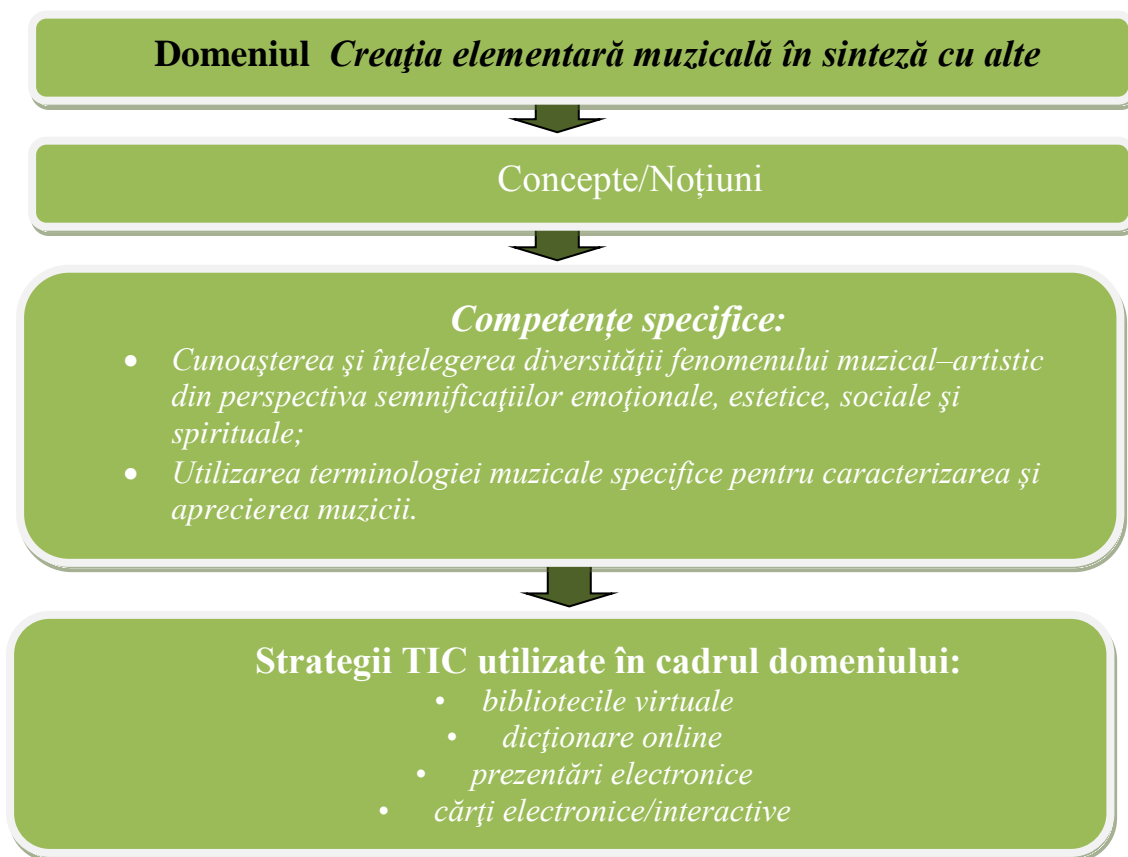 Domeniul Creaţia elementară muzicală în sinteză cu alte
Concepte/Noțiuni
Competențe specifice:
• Cunoaşterea şi înţelegerea diversităţii fenomenului muzical–artistic
din perspectiva semnificaţiilor emoţionale, estetice, sociale şi
spirituale;
• Utilizarea terminologiei muzicale specifice pentru caracterizarea și
aprecierea muzicii.
Strategii TIC utilizate în cadrul domeniului:
• bibliotecile virtuale
• dicţionare online
• prezentări electronice
• cărţi electronice/interactive